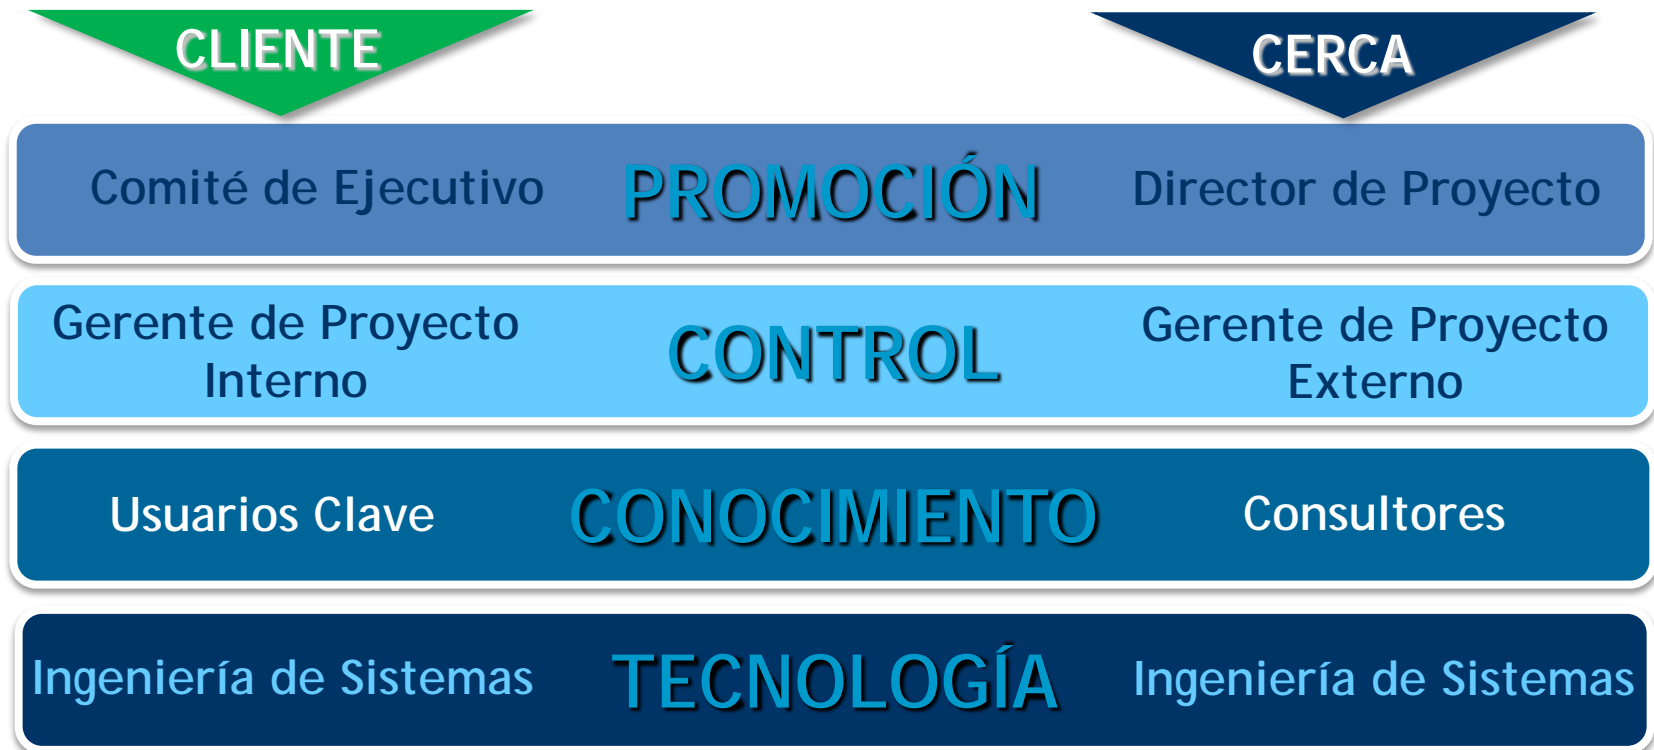 CLIENTE
CERCA
Comité de Ejecutivo
PROMOCIÓN
Director de Proyecto
Gerente de Proyecto
Interno
CONTROL
Gerente de Proyecto
Externo
Usuarios Clave
CONOCIMIENTO
Consultores
Ingeniería de Sistemas
TECNOLOGÍA
Ingeniería de Sistemas